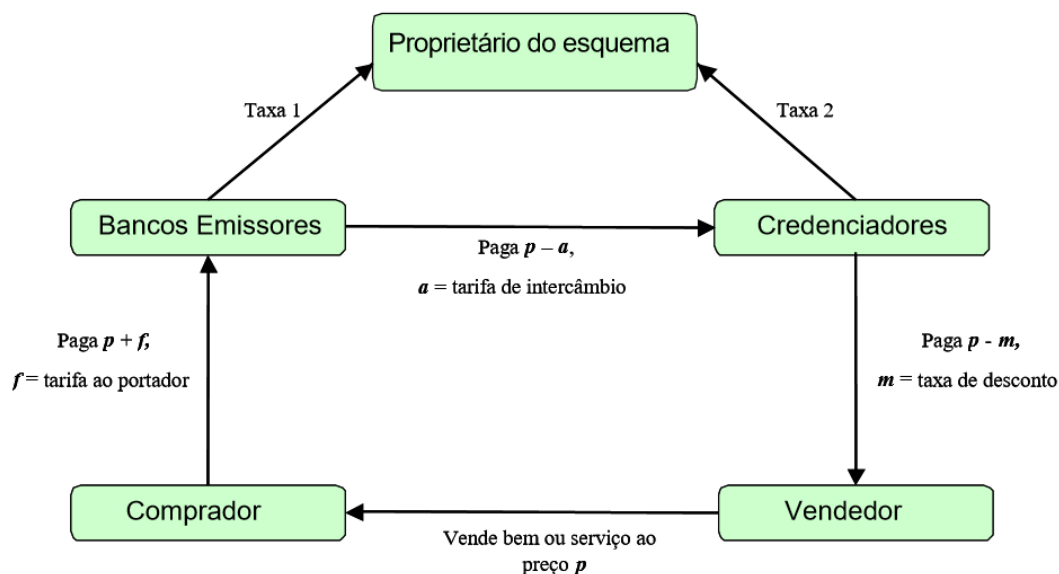 Proprietário do esquema
Taxa 1
Taxa 2
Bancos Emissores
Credenciadores
Paga p – a,
a = tarifa de intercâmbio
Paga p + f,
f = tarifa ao portador
Paga p - m,
m = taxa de desconto
Comprador
Vendedor
Vende bem ou serviço ao
preço p